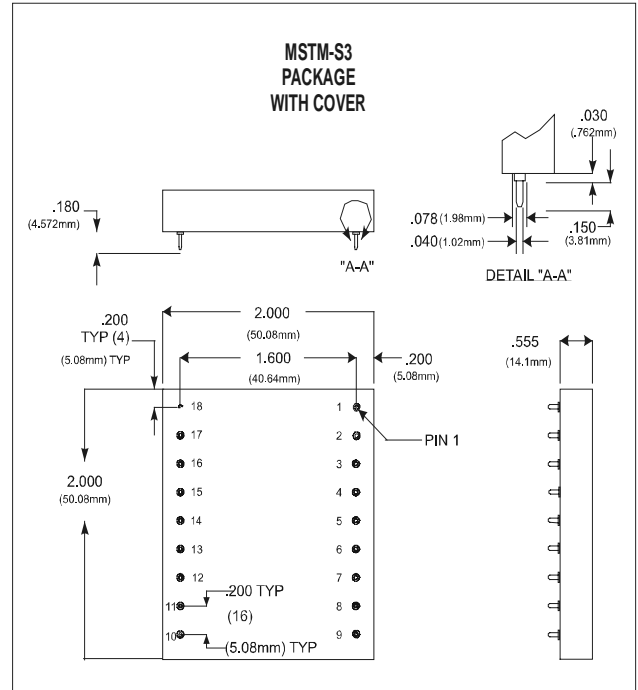 MSTM-S3
PACKAGE
WITH COVER
.180
(4.572mm)
"A-A"
.030
(.762mm)
.078 (1.98mm)
.040 (1.02mm)
.150
(3.81mm)
DETAIL "A-A"
.200
TYP (4)
(5.08mm) TYP
2.000
(50.08mm)
1.600
(40.64mm)
.200
(5.08mm)
.555
(14.1mm)
2.000
(50.08mm)
18 1
PIN 1
17 2
16 3
15 4
14 5
13 6
12 7
.200 TYP
11 8
(16)
10 9
(5.08mm) TYP